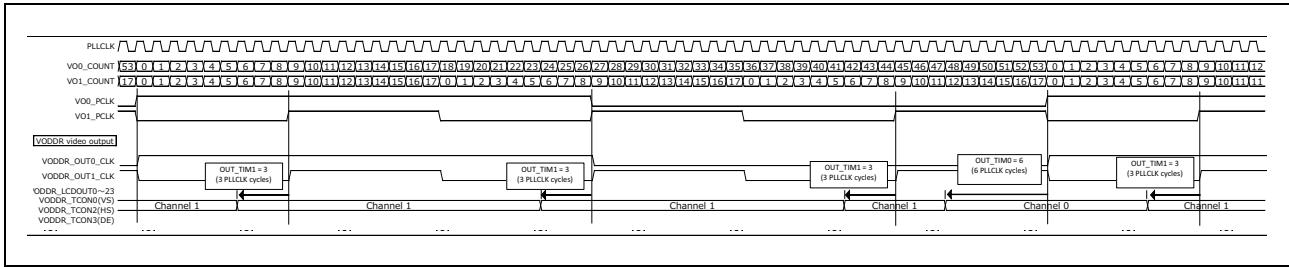 PLLCLK
VO0_COUNT 53 0 1 2 3 4 5 6 7 8 9 10 11 12 13 14 15 16 17 18 19 20 21 22 23 24 25 26 27 28 29 30 31 32 33 34 35 36 37 38 39 40 41 42 43 44 45 46 47 48 49 50 51 52 53 0 1 2 3 4 5 6 7 8 9 10 11 12
VO1_COUNT 17 0 1 2 3 4 5 6 7 8 9 10 11 12 13 14 15 16 17 0 1 2 3 4 5 6 7 8 9 10 11 12 13 14 15 16 17 0 1 2 3 4 5 6 7 8 9 10 11 12 13 14 15 16 17 0 1 2 3 4 5 6 7 8 9 10 11 11
VO0_PCLK
VO1_PCLK
VODDR video output
VODDR_OUT0_CLK
VODDR_OUT1_CLK
OUT_TIM1 = 3
(3 PLLCLK cycles)
OUT_TIM1 = 3
(3 PLLCLK cycles)
OUT_TIM1 = 3
(3 PLLCLK cycles)
OUT_TIM0 = 6
(6 PLLCLK cycles)
OUT_TIM1 = 3
(3 PLLCLK cycles)
ODDR_LCDOUT0～23
VODDR_TCON0(VS)
VODDR_TCON2(HS)
VODDR_TCON3(DE)
Channel 1 Channel 1 Channel 1 Channel 1 Channel 0 Channel 1